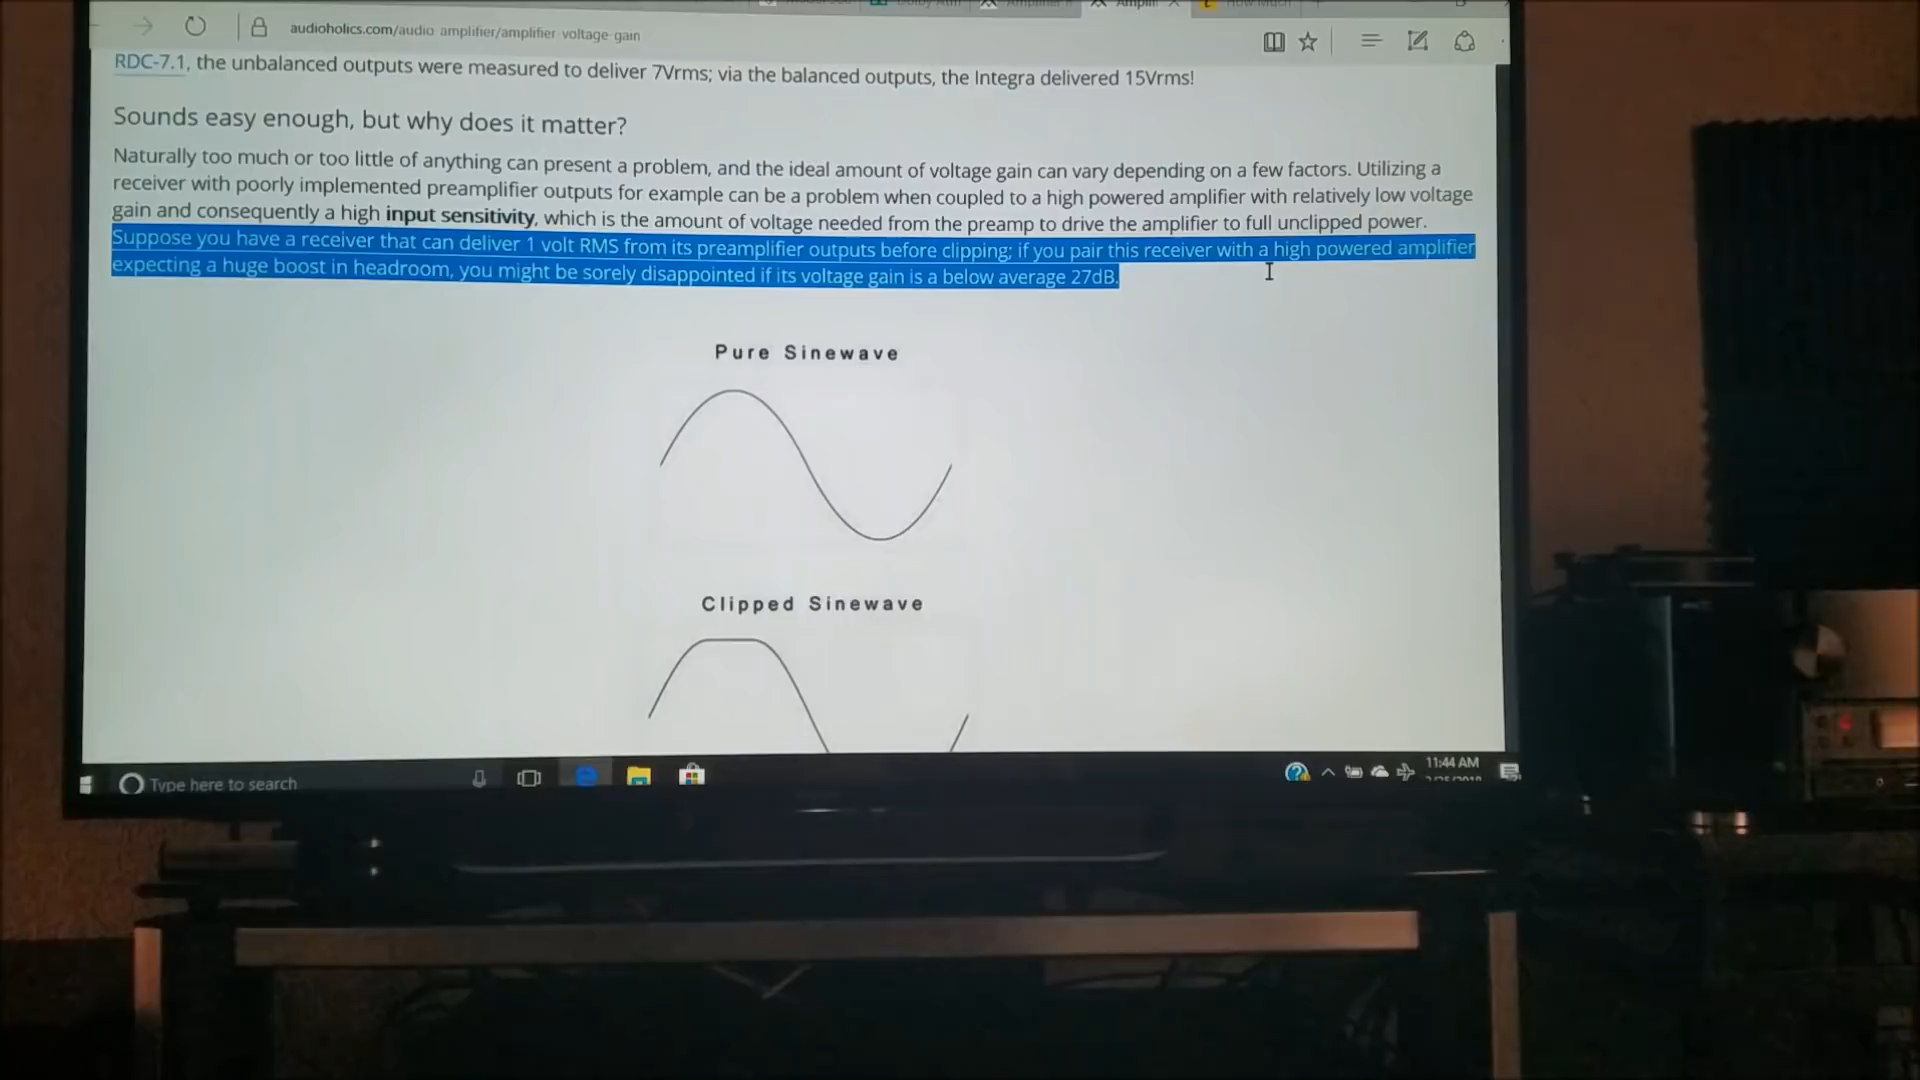 audioholics.com/audio-amplifier/amplifier-voltage-gain
RDC-7.1, the unbalanced outputs were measured to deliver 7Vrms; via the balanced outputs, the Integra delivered 15Vrms!
Sounds easy enough, but why does it matter?
Naturally too much or too little of anything can present a problem, and the ideal amount of voltage gain can vary depending on a few factors. Utilizing a
receiver with poorly implemented preamplifier outputs for example can be a problem when coupled to a high powered amplifier with relatively low voltage
gain and consequently a high input sensitivity, which is the amount of voltage needed from the preamp to drive the amplifier to full unclipped power.
Suppose you have a receiver that can deliver 1 volt RMS from its preamplifier outputs before clipping; if you pair this receiver with a high powered amplifier
expecting a huge boost in headroom, you might be sorely disappointed if its voltage gain is a below average 27dB.
Pure Sinewave
Clipped Sinewave
Type here to search
11:44 AM